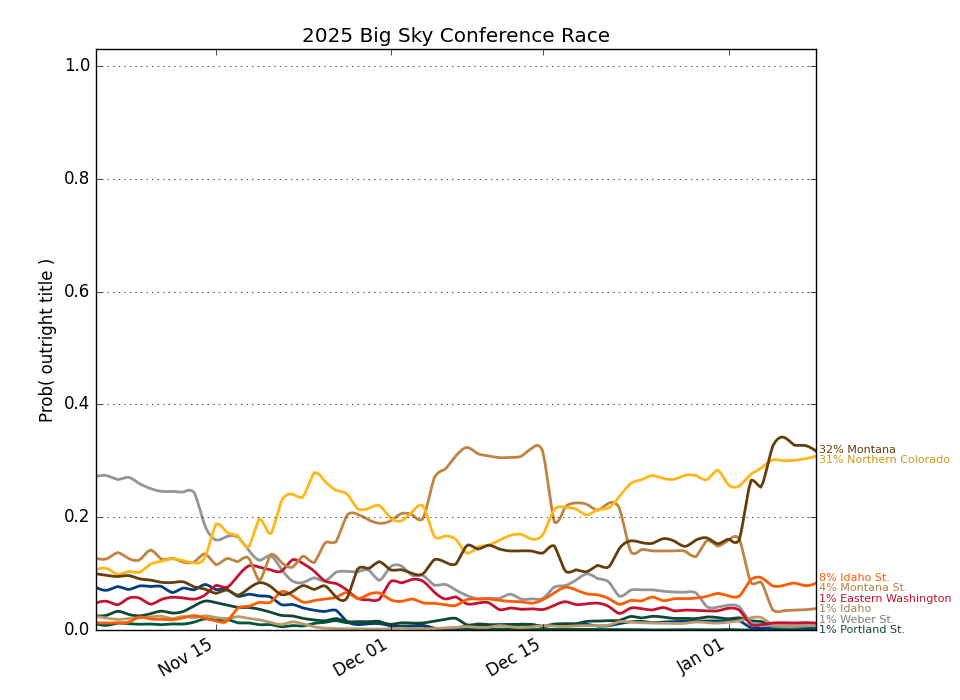 2025 Big Sky Conference Race
Prob( outright title )
1.0
0.8
0.6
0.4
0.2
0.0
Nov 15
Dec 01
Dec 15
Jan 01
32% Montana
31% Northern Colorado
8% Idaho St.
4% Montana St.
1% Eastern Washington
1% Idaho
1% Weber St.
1% Portland St.